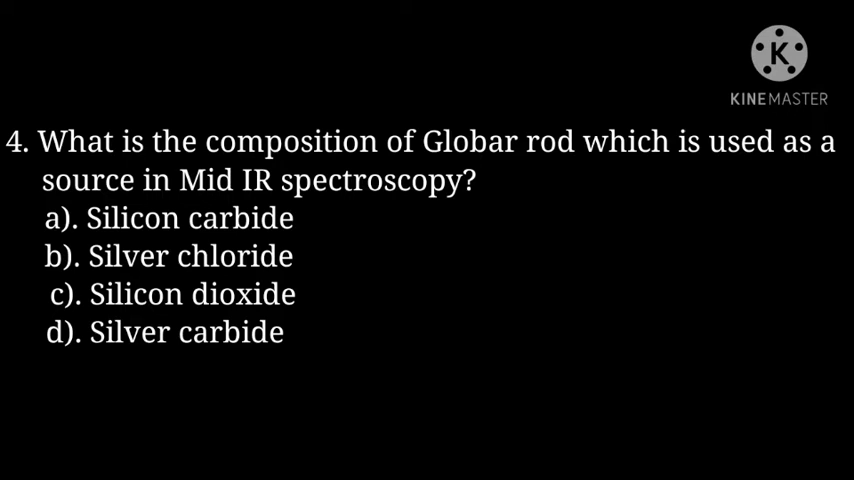 K
KINEMASTER
4. What is the composition of Globar rod which is used as a
source in Mid IR spectroscopy?
a). Silicon carbide
b). Silver chloride
c). Silicon dioxide
d). Silver carbide